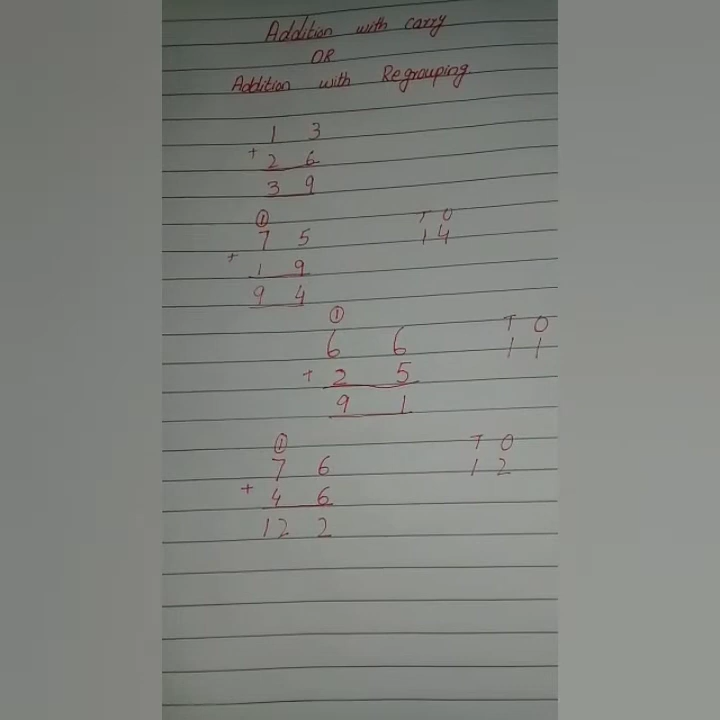 Addition with carry
OR
Addition with Regrouping
1 3
+ 2 6
3 9
①
7 5 T O
+ 1 9 1 4
9 4
①
6 6 T O
+ 2 5 1 1
9 1
①
7 6 T O
+ 4 6 1 2
12 2